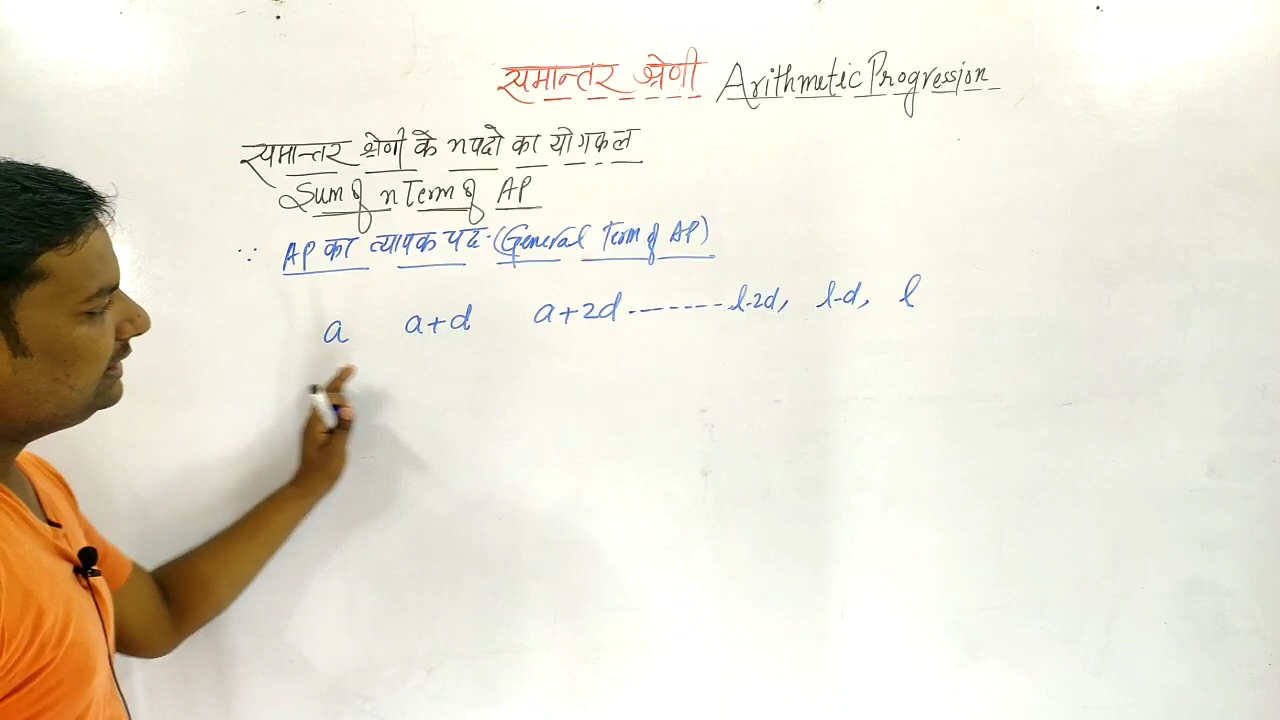 समान्तर श्रेणी Arithmetic Progression
समान्तर श्रेणी के n पदो का योगफल
Sum of n Term of AP
∵ AP का व्यापक पद (General Term of AP)
a a+d a+2d ------- l-2d, l-d, l